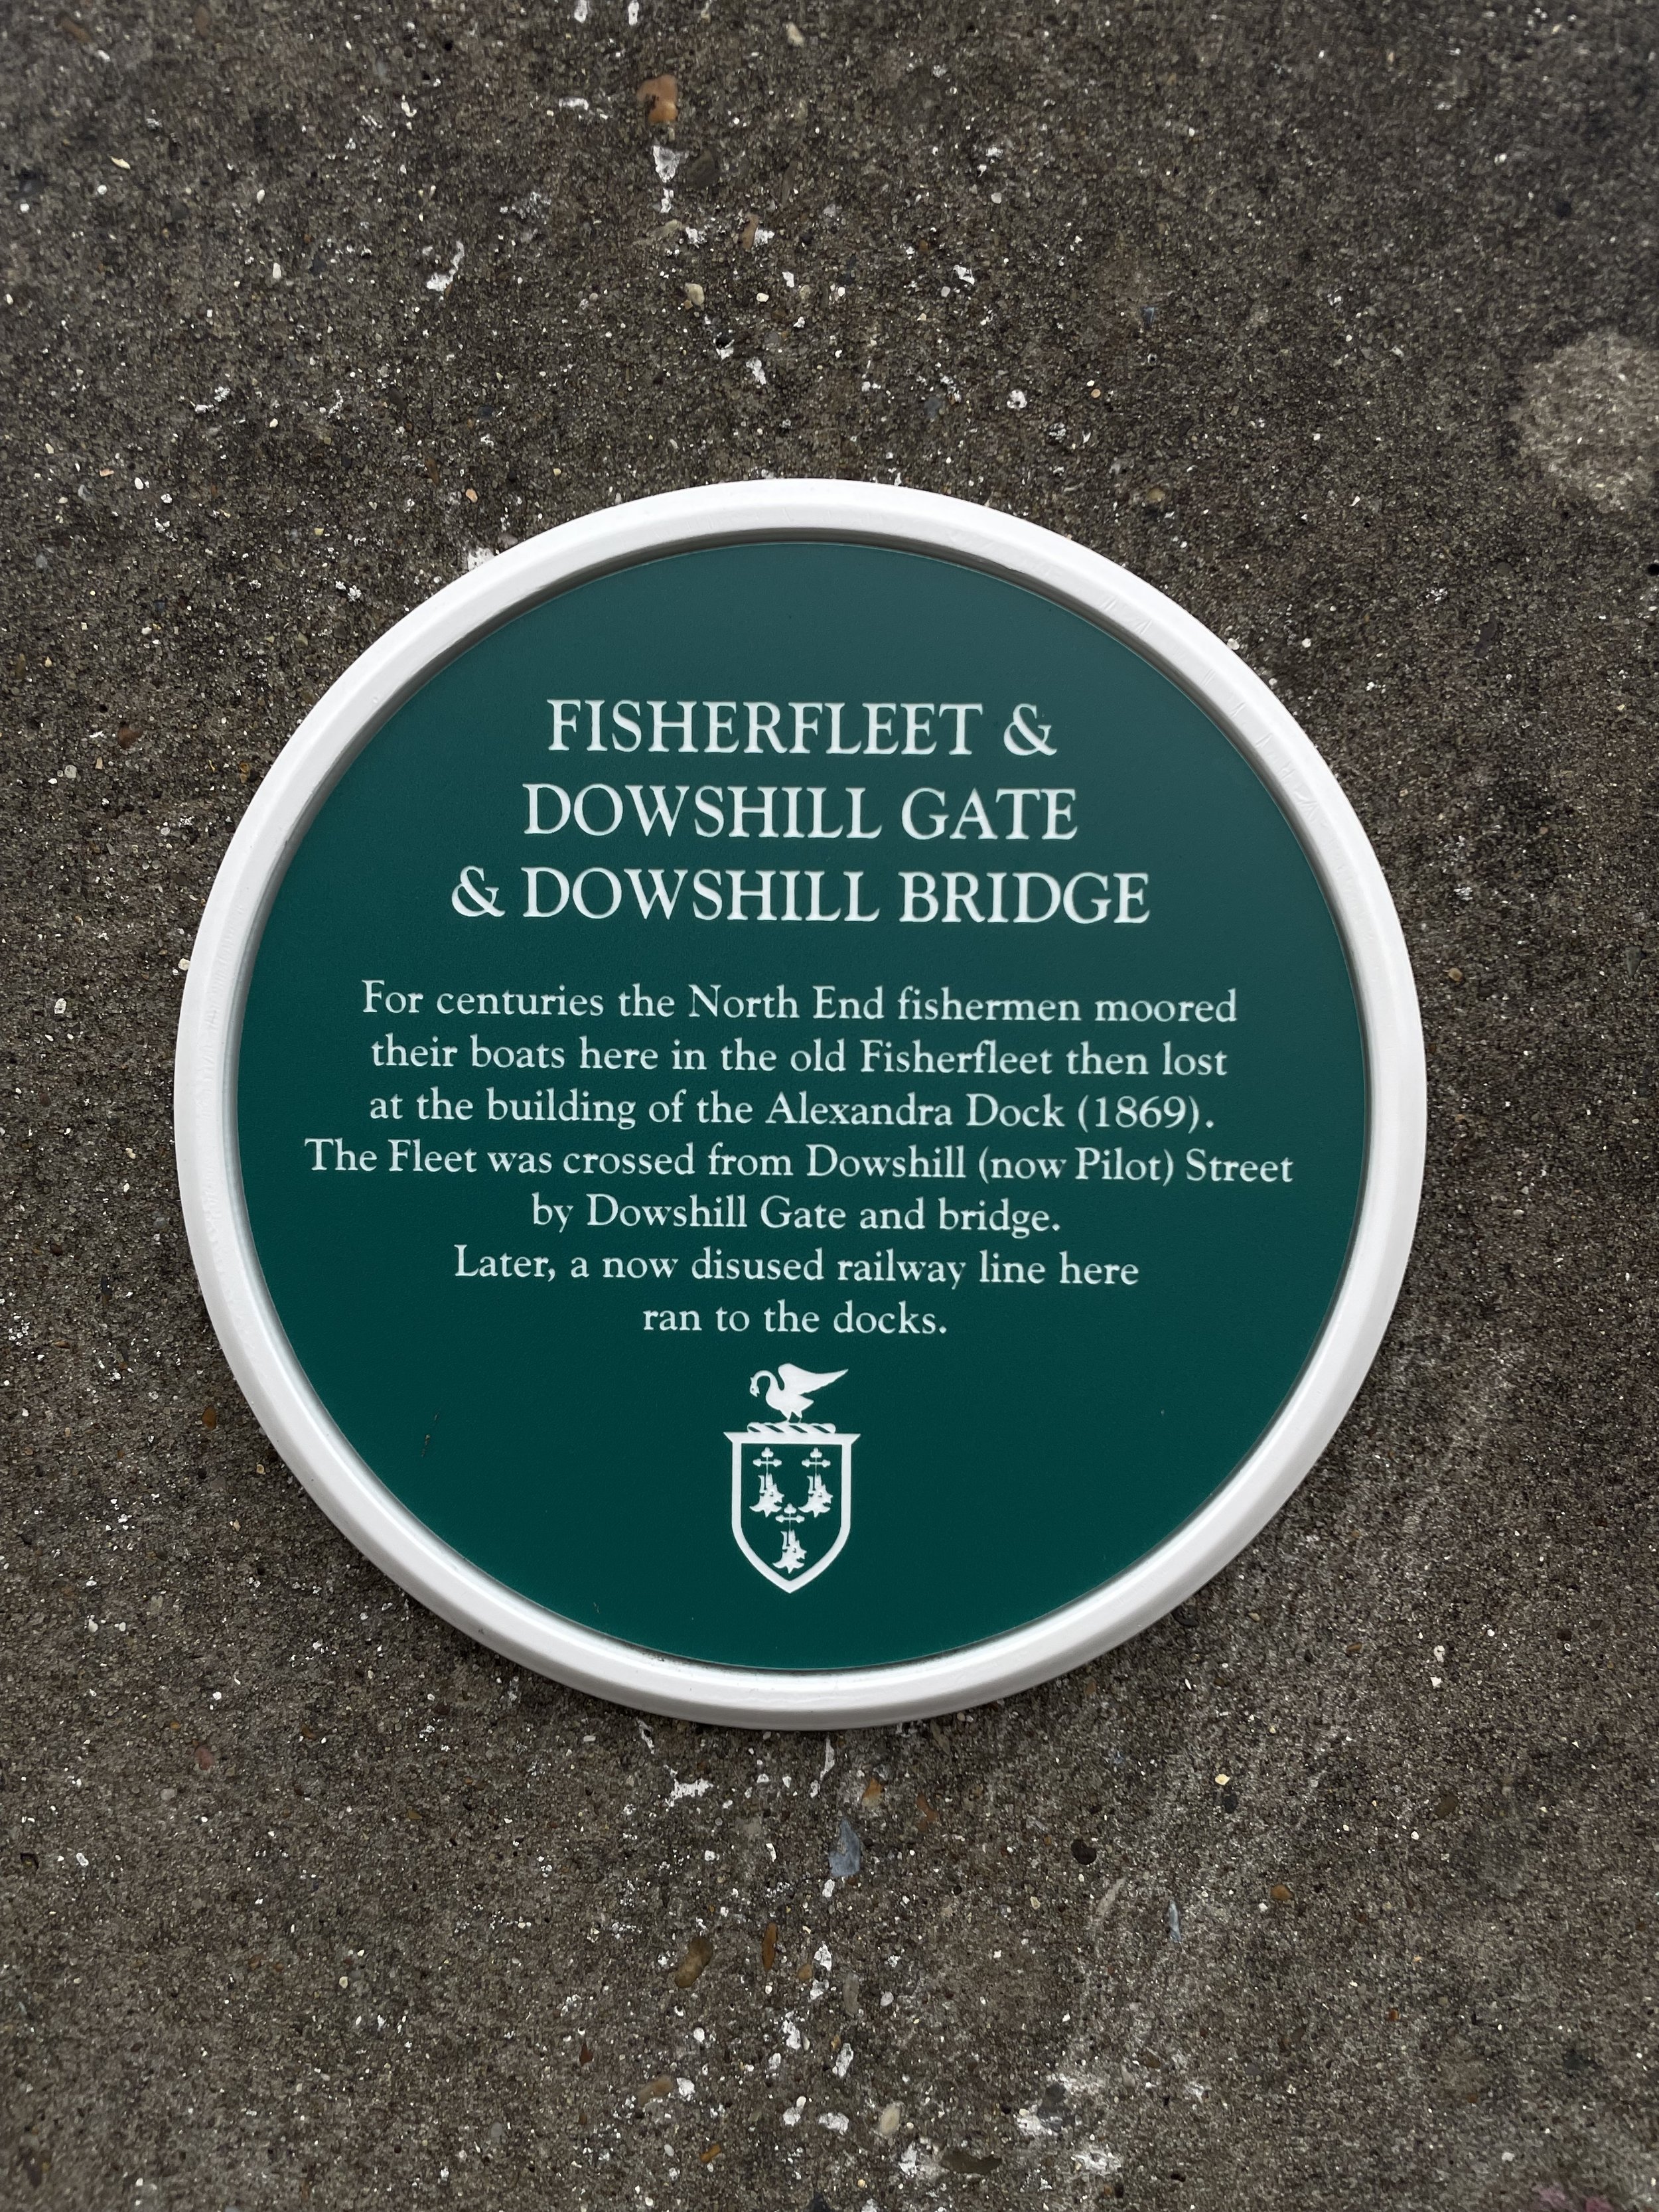 FISHERFLEET &
DOWSHILL GATE
& DOWSHILL BRIDGE
For centuries the North End fishermen moored
their boats here in the old Fisherfleet then lost
at the building of the Alexandra Dock (1869).
The Fleet was crossed from Dowshill (now Pilot) Street
by Dowshill Gate and bridge.
Later, a now disused railway line here
ran to the docks.